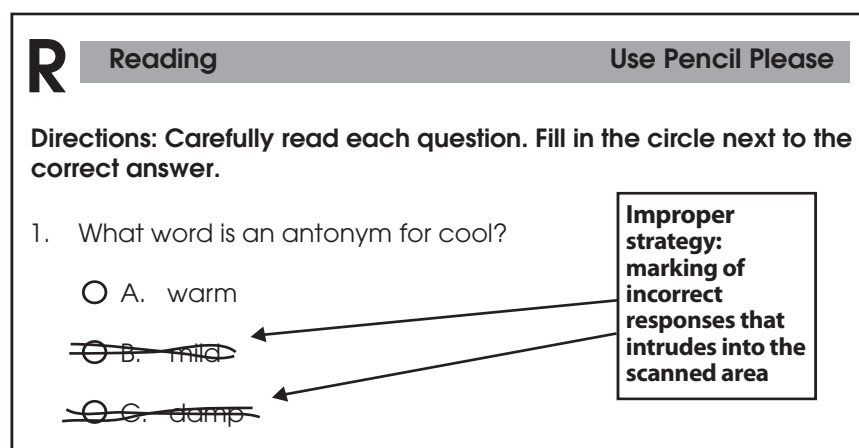 R Reading Use Pencil Please
Directions: Carefully read each question. Fill in the circle next to the
correct answer.
1. What word is an antonym for cool?
A. warm
B. mild
C. damp
Improper
strategy:
marking of
incorrect
responses that
intrudes into the
scanned area